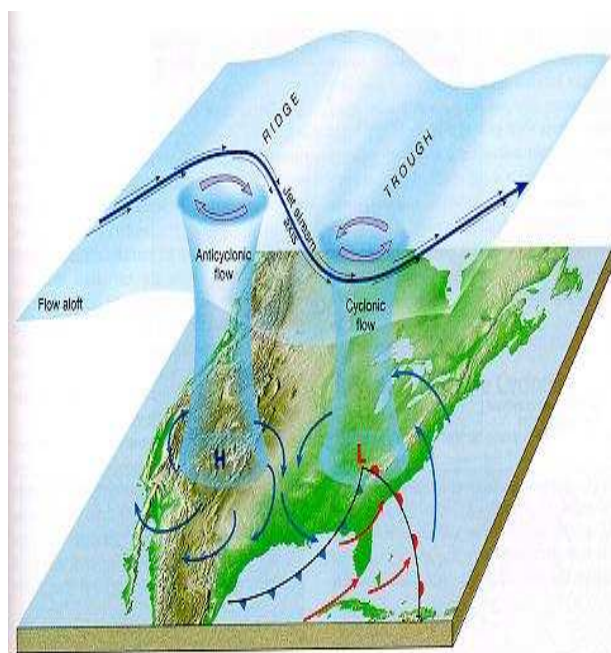 RIDGE
TROUGH
Jet stream
axis
Anticyclonic
flow
Flow aloft
Cyclonic
flow
H
L